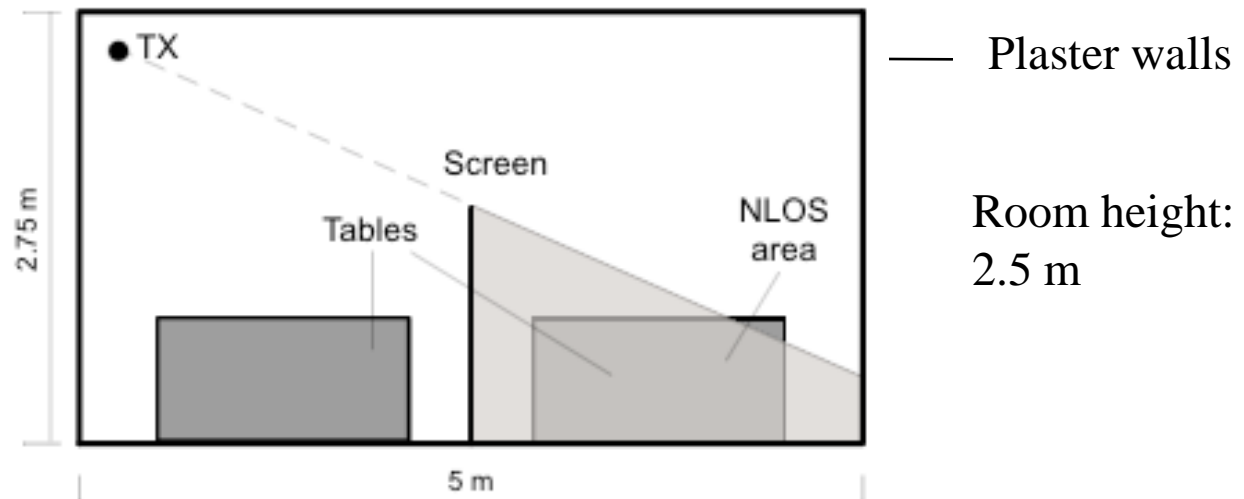 TX
Plaster walls
Screen
2.75 m
Tables
NLOS
area
Room height:
2.5 m
5 m